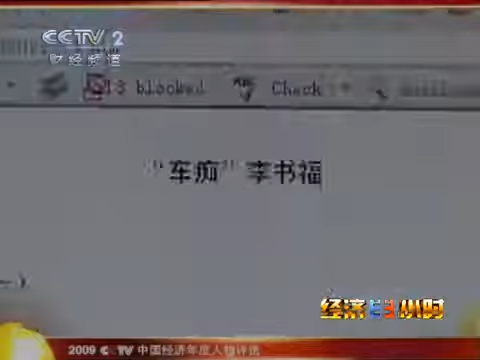 CCTV 2
财经频道
13 blocked Check
“车痴”李书福
经济 小时
2009 CCTV 中国经济年度人物评选